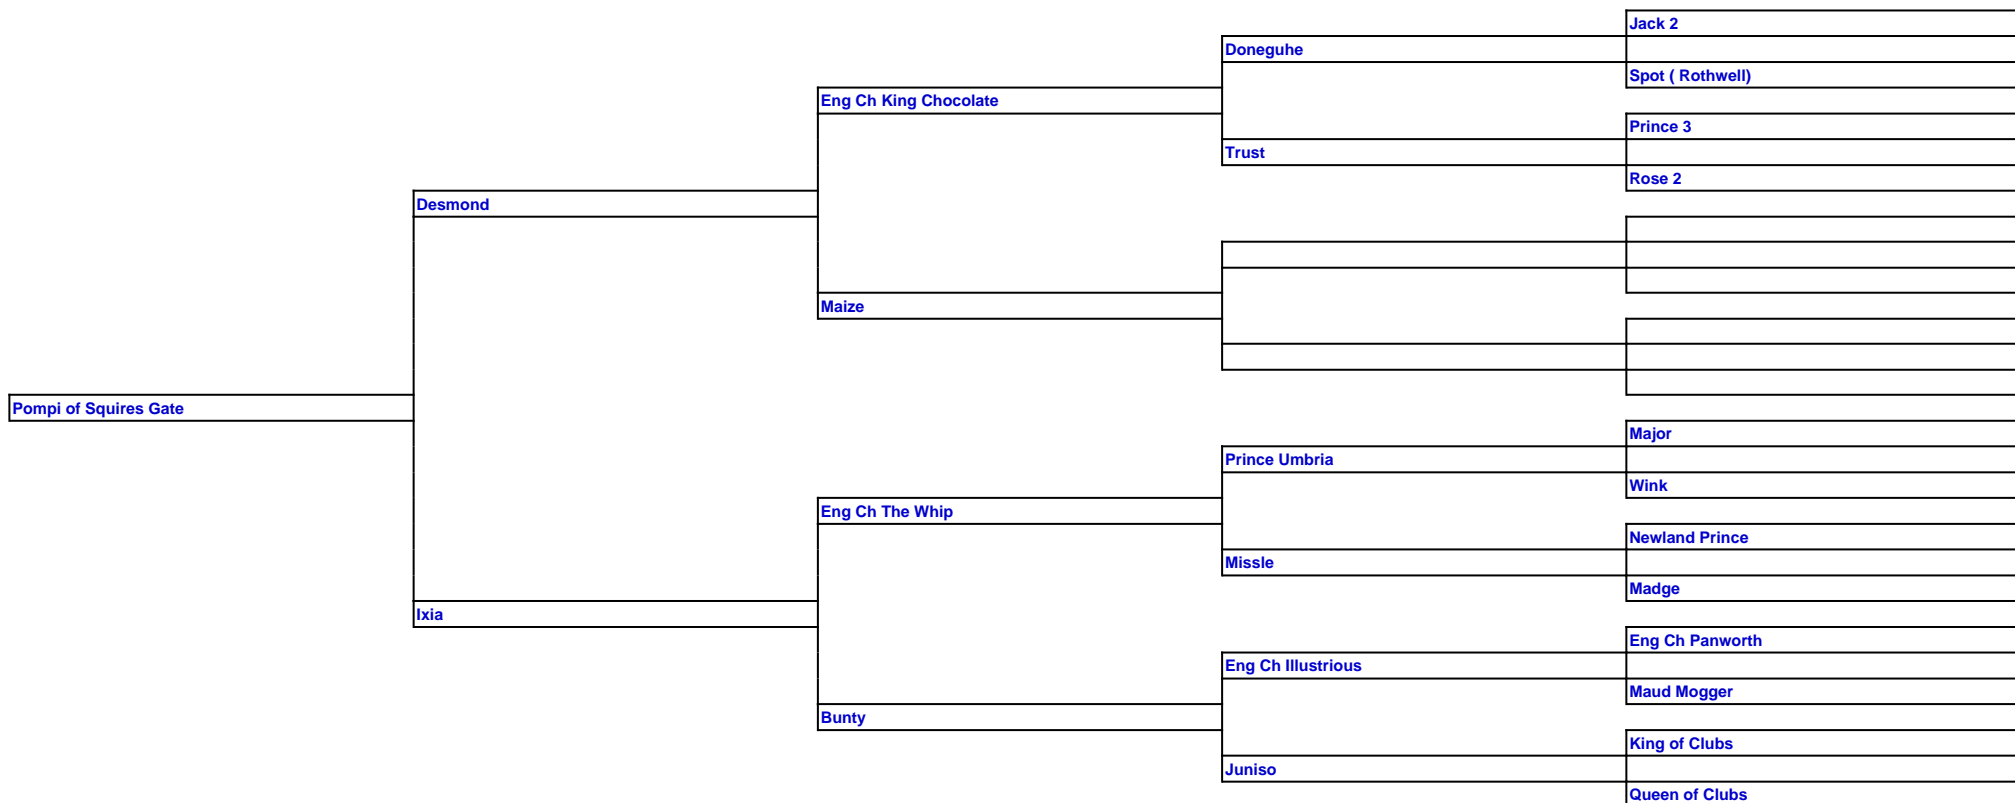 Jack 2
Doneguhe
Spot ( Rothwell)
Eng Ch King Chocolate
Prince 3
Trust
Rose 2
Desmond
Maize
Pompi of Squires Gate
Major
Prince Umbria
Wink
Eng Ch The Whip
Newland Prince
Missle
Madge
Ixia
Eng Ch Panworth
Eng Ch Illustrious
Maud Mogger
Bunty
King of Clubs
Juniso
Queen of Clubs